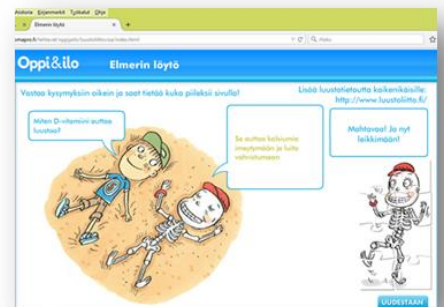 Historia Kirjanmerkit Työkalut Ohje
Elmerin löytö
Haku
Oppi&ilo Elmerin löytö
Vastaa kysymyksiin oikein ja saat tietää kuka piileksii sivulla!
Lisää luustotietoutta kaikenikäisille:
http://www.luustoliitto.fi/
Miten D-vitamiini auttaa
luustoa?
Se auttaa kalsiumia
imeytymään ja luita
vahvistumaan
Mahtavaa! Ja nyt
leikkimään!
UUDESTAAN